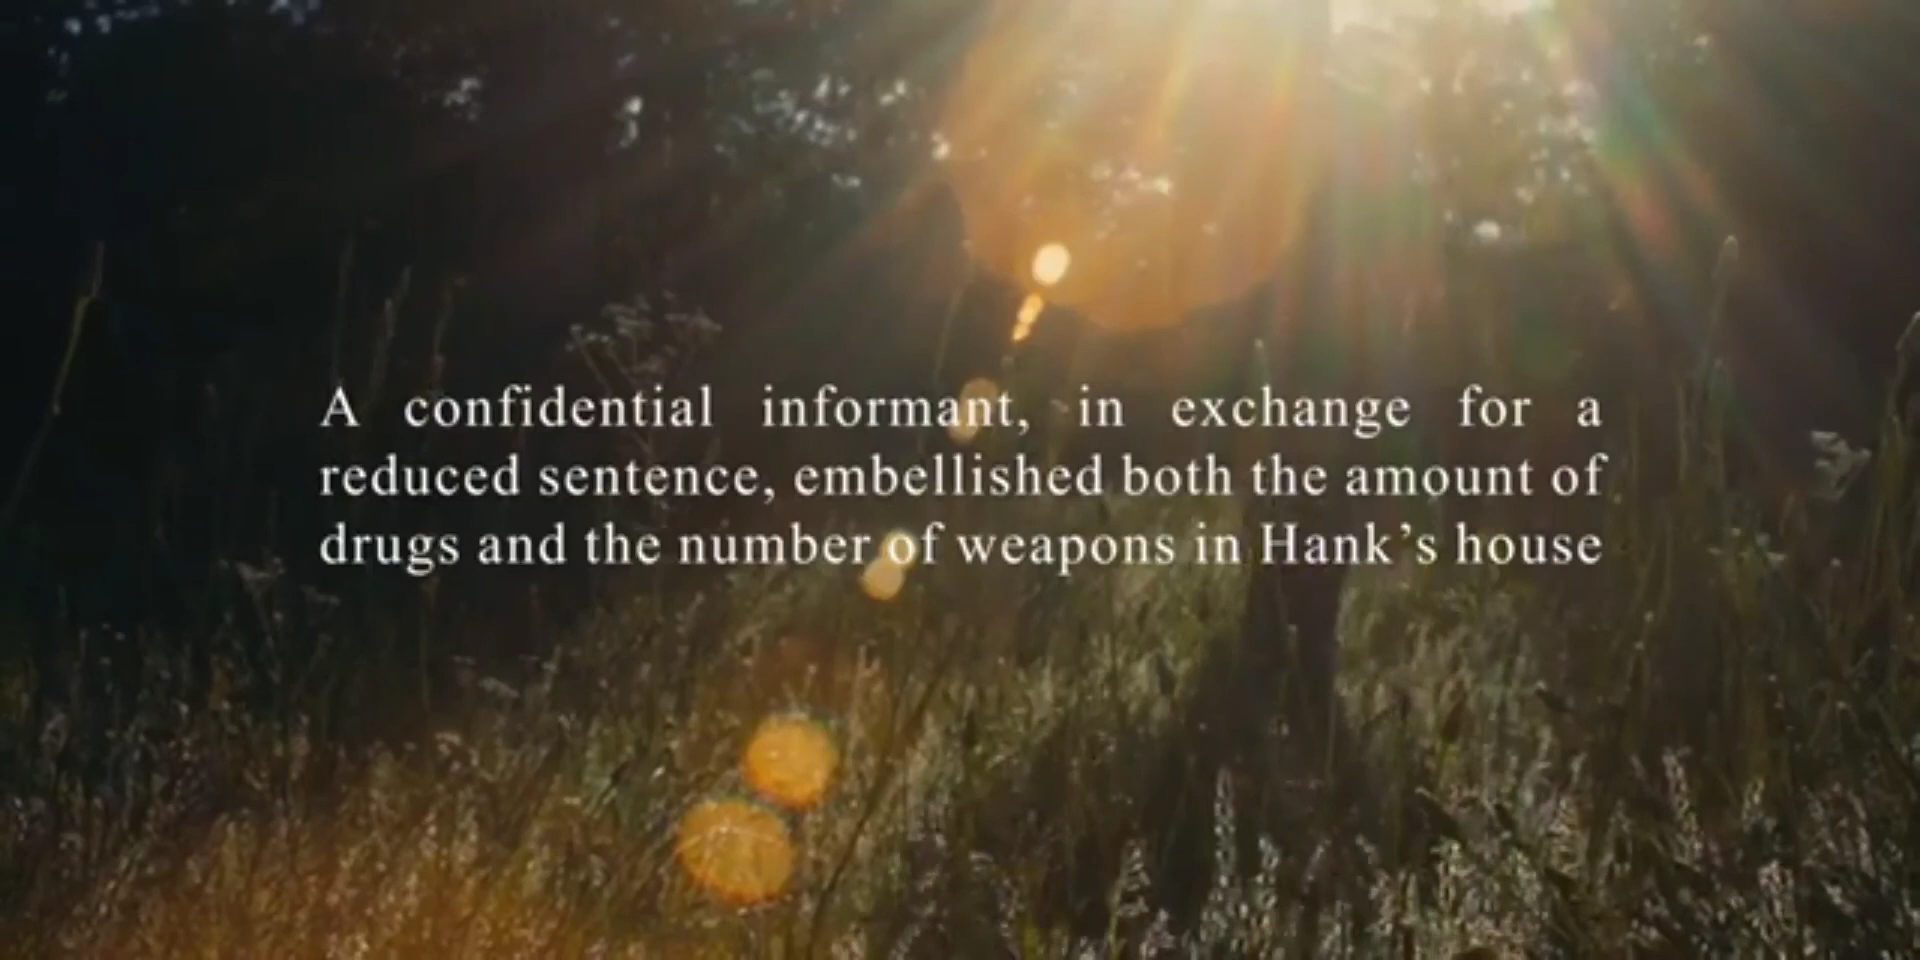 A confidential informant, in exchange for a
reduced sentence, embellished both the amount of
drugs and the number of weapons in Hank’s house